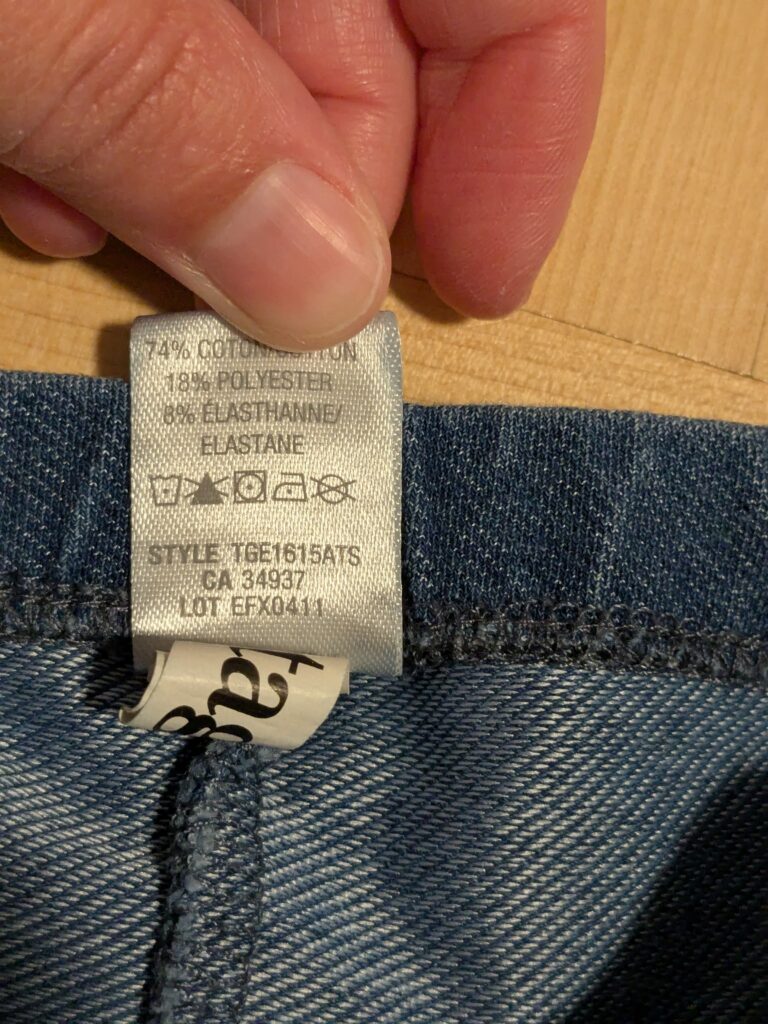 74% COTON/COTTON
18% POLYESTER
8% ÉLASTHANNE/
ELASTANE
STYLE TGE1615ATS
CA 34937
LOT EFX0411